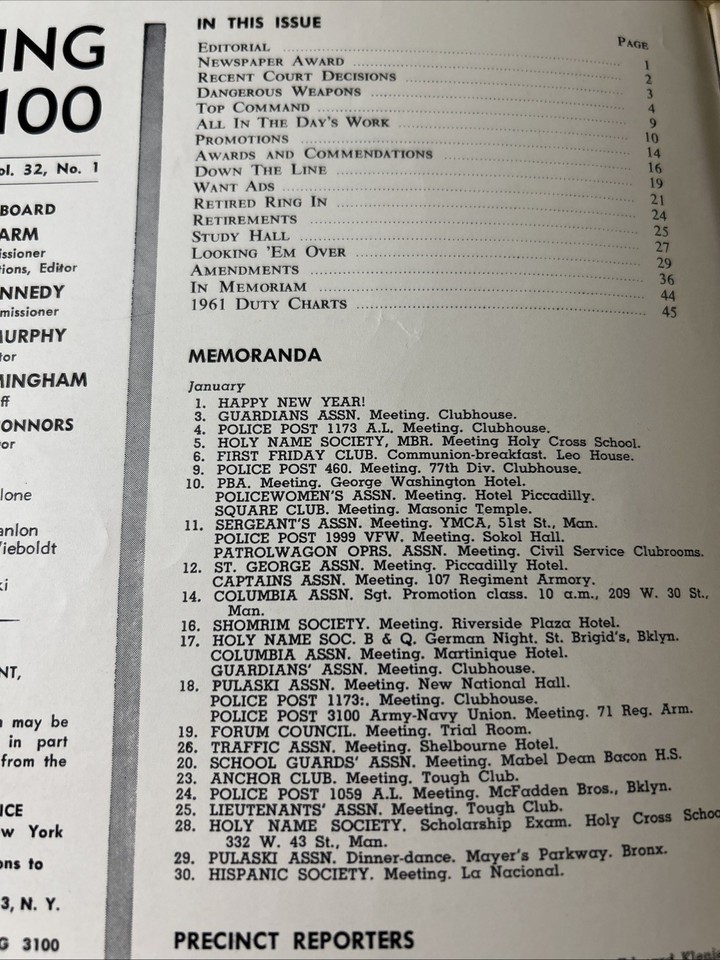 ING
100
ol. 32, No. 1
BOARD
ARM
issioner
tions, Editor
NNEDY
missioner
MURPHY
tor
MINGHAM
ff
ONNORS
or
lone
anlon
Vieboldt
ki
NT,
n may be
in part
from the
ICE
w York
ons to
3, N. Y.
G 3100
IN THIS ISSUE
PAGE
EDITORIAL 1
NEWSPAPER AWARD 2
RECENT COURT DECISIONS 3
DANGEROUS WEAPONS 4
TOP COMMAND 9
ALL IN THE DAY'S WORK 10
PROMOTIONS 14
AWARDS AND COMMENDATIONS 16
DOWN THE LINE 19
WANT ADS 21
RETIRED RING IN 24
RETIREMENTS 25
STUDY HALL 27
LOOKING 'EM OVER 29
AMENDMENTS 36
IN MEMORIAM 44
1961 DUTY CHARTS 45
MEMORANDA
January
1. HAPPY NEW YEAR!
3. GUARDIANS ASSN. Meeting. Clubhouse.
4. POLICE POST 1173 A.L. Meeting. Clubhouse.
5. HOLY NAME SOCIETY, MBR. Meeting Holy Cross School.
6. FIRST FRIDAY CLUB. Communion-breakfast. Leo House.
9. POLICE POST 460. Meeting. 77th Div. Clubhouse.
10. PBA. Meeting. George Washington Hotel.
POLICEWOMEN'S ASSN. Meeting. Hotel Piccadilly.
SQUARE CLUB. Meeting. Masonic Temple.
11. SERGEANT'S ASSN. Meeting. YMCA, 51st St., Man.
POLICE POST 1999 VFW. Meeting. Sokol Hall.
PATROLWAGON OPRS. ASSN. Meeting. Civil Service Clubrooms.
12. ST. GEORGE ASSN. Meeting. Piccadilly Hotel.
CAPTAINS ASSN. Meeting. 107 Regiment Armory.
14. COLUMBIA ASSN. Sgt. Promotion class. 10 a.m., 209 W. 30 St.,
Man.
16. SHOMRIM SOCIETY. Meeting. Riverside Plaza Hotel.
17. HOLY NAME SOC. B & Q. German Night. St. Brigid's, Bklyn.
COLUMBIA ASSN. Meeting. Martinique Hotel.
GUARDIANS' ASSN. Meeting. Clubhouse.
18. PULASKI ASSN. Meeting. New National Hall.
POLICE POST 1173:. Meeting. Clubhouse.
POLICE POST 3100 Army-Navy Union. Meeting. 71 Reg. Arm.
19. FORUM COUNCIL. Meeting. Trial Room.
26. TRAFFIC ASSN. Meeting. Shelbourne Hotel.
20. SCHOOL GUARDS' ASSN. Meeting. Mabel Dean Bacon H.S.
23. ANCHOR CLUB. Meeting. Tough Club.
24. POLICE POST 1059 A.L. Meeting. McFadden Bros., Bklyn.
25. LIEUTENANTS' ASSN. Meeting. Tough Club.
28. HOLY NAME SOCIETY. Scholarship Exam. Holy Cross Schoo
332 W. 43 St., Man.
29. PULASKI ASSN. Dinner-dance. Mayer's Parkway. Bronx.
30. HISPANIC SOCIETY. Meeting. La Nacional.
PRECINCT REPORTERS